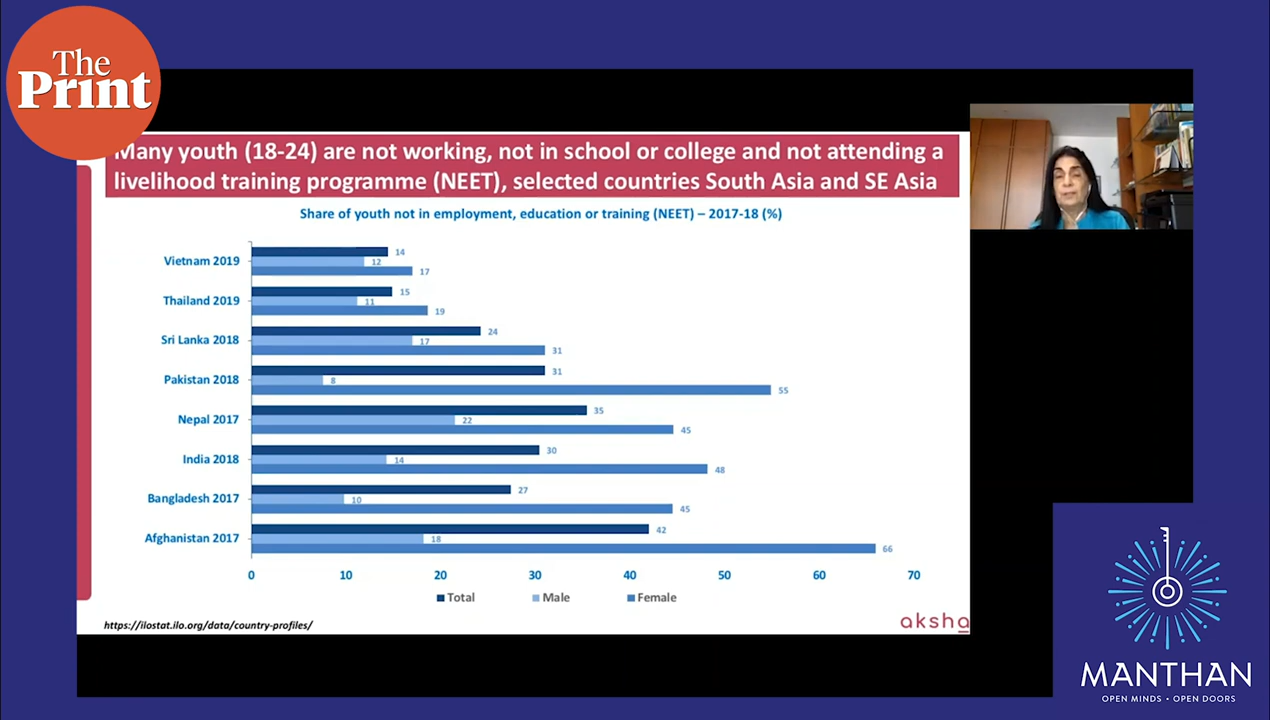 The
Print
Many youth (18-24) are not working, not in school or college and not attending a
livelihood training programme (NEET), selected countries South Asia and SE Asia
Share of youth not in employment, education or training (NEET) – 2017-18 (%)
Vietnam 2019
14
12
17
Thailand 2019
15
11
19
Sri Lanka 2018
24
17
31
Pakistan 2018
31
8
55
Nepal 2017
35
22
45
India 2018
30
14
48
Bangladesh 2017
27
10
45
Afghanistan 2017
42
18
66
0 10 20 30 40 50 60 70
Total Male Female
https://ilostat.ilo.org/data/country-profiles/
aksha
MANTHAN
OPEN MINDS • OPEN DOORS